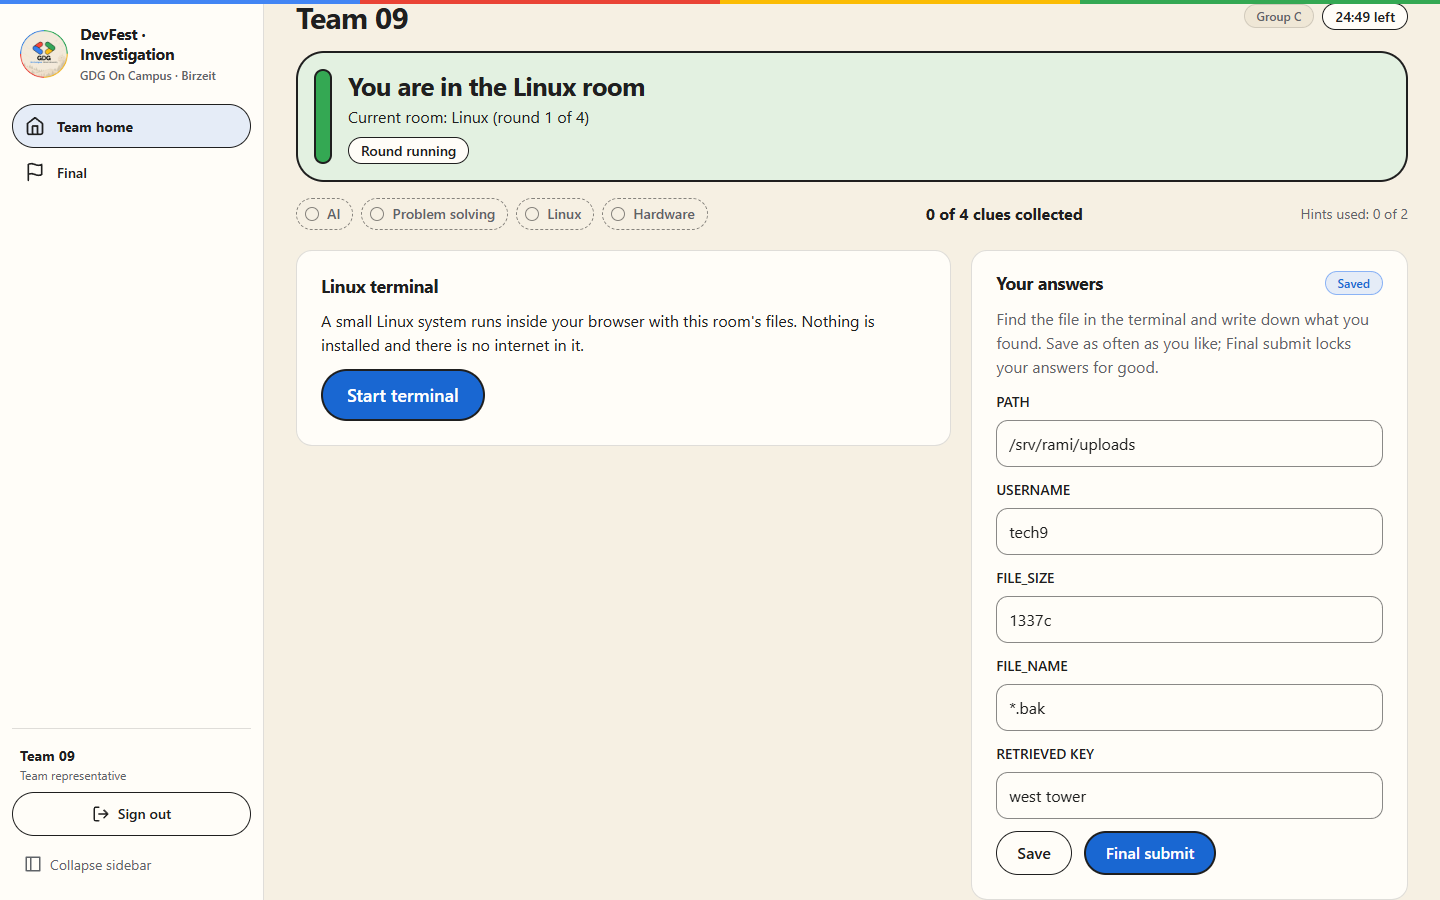 DevFest ·
Investigation
GDG On Campus · Birzeit
Team home
Final
Team 09
Team representative
Sign out
Collapse sidebar
Team 09
Group C
24:49 left
You are in the Linux room
Current room: Linux (round 1 of 4)
Round running
AI
Problem solving
Linux
Hardware
0 of 4 clues collected
Hints used: 0 of 2
Linux terminal
A small Linux system runs inside your browser with this room's files. Nothing is
installed and there is no internet in it.
Start terminal
Your answers
Saved
Find the file in the terminal and write down what you
found. Save as often as you like; Final submit locks
your answers for good.
PATH
/srv/rami/uploads
USERNAME
tech9
FILE_SIZE
1337c
FILE_NAME
*.bak
RETRIEVED KEY
west tower
Save
Final submit